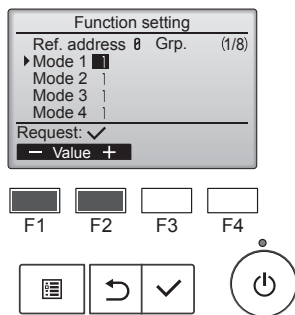 Function setting
Ref. address 0 Grp. (1/8)
Mode 1 1
Mode 2 1
Mode 3 1
Mode 4 1
Request: ✓
− Value +
F1 F2 F3 F4